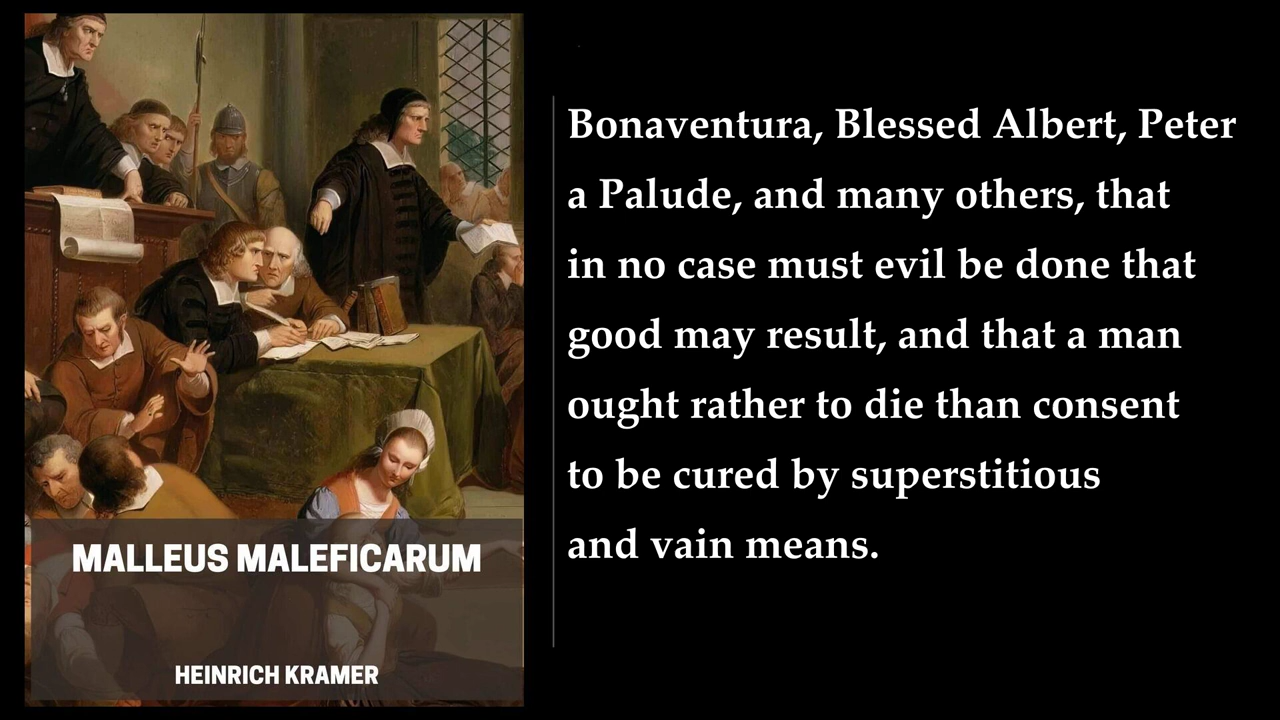 MALLEUS MALEFICARUM
HEINRICH KRAMER
Bonaventura, Blessed Albert, Peter
a Palude, and many others, that
in no case must evil be done that
good may result, and that a man
ought rather to die than consent
to be cured by superstitious
and vain means.